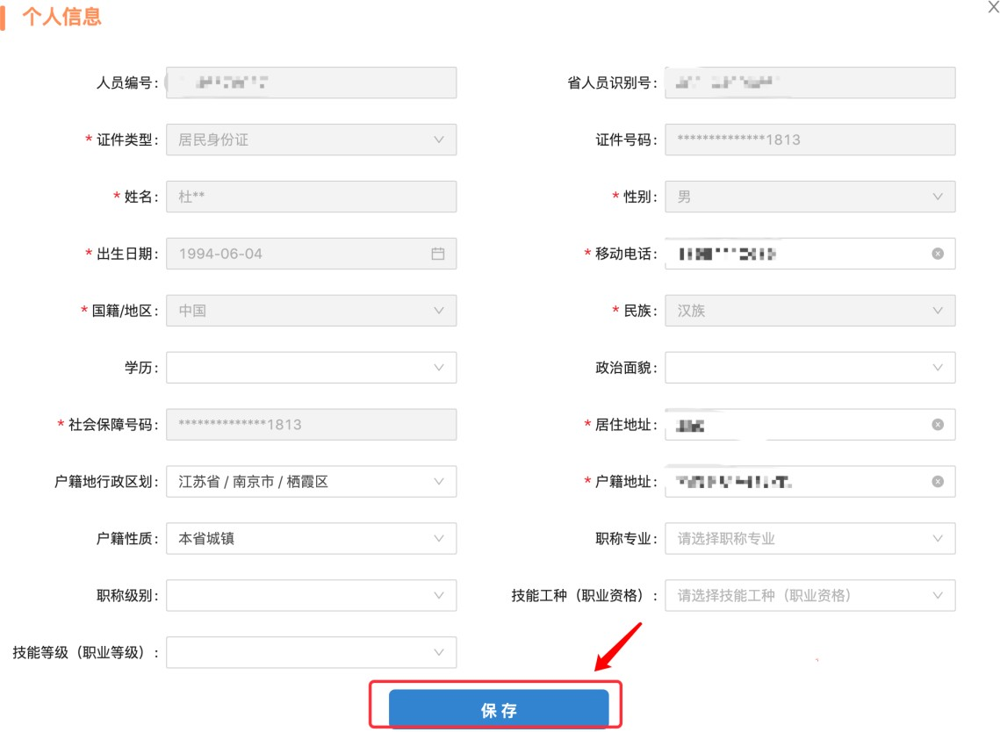 个人信息
人员编号:
省人员识别号:
* 证件类型: 居民身份证
证件号码: **************1813
* 姓名: 杜**
* 性别: 男
* 出生日期: 1994-06-04
* 移动电话:
* 国籍/地区: 中国
* 民族: 汉族
学历:
政治面貌:
* 社会保障号码: **************1813
* 居住地址:
户籍地行政区划: 江苏省 / 南京市 / 栖霞区
* 户籍地址:
户籍性质: 本省城镇
职称专业: 请选择职称专业
职称级别:
技能工种（职业资格）: 请选择技能工种（职业资格）
技能等级（职业等级）:
保存